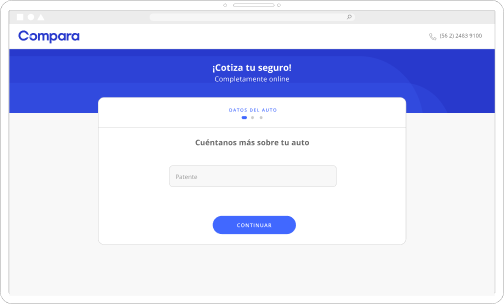 Compara
(56 2) 2463 9100
¡Cotiza tu seguro!
Completamente online
DATOS DEL AUTO
Cuéntanos más sobre tu auto
Patente
CONTINUAR